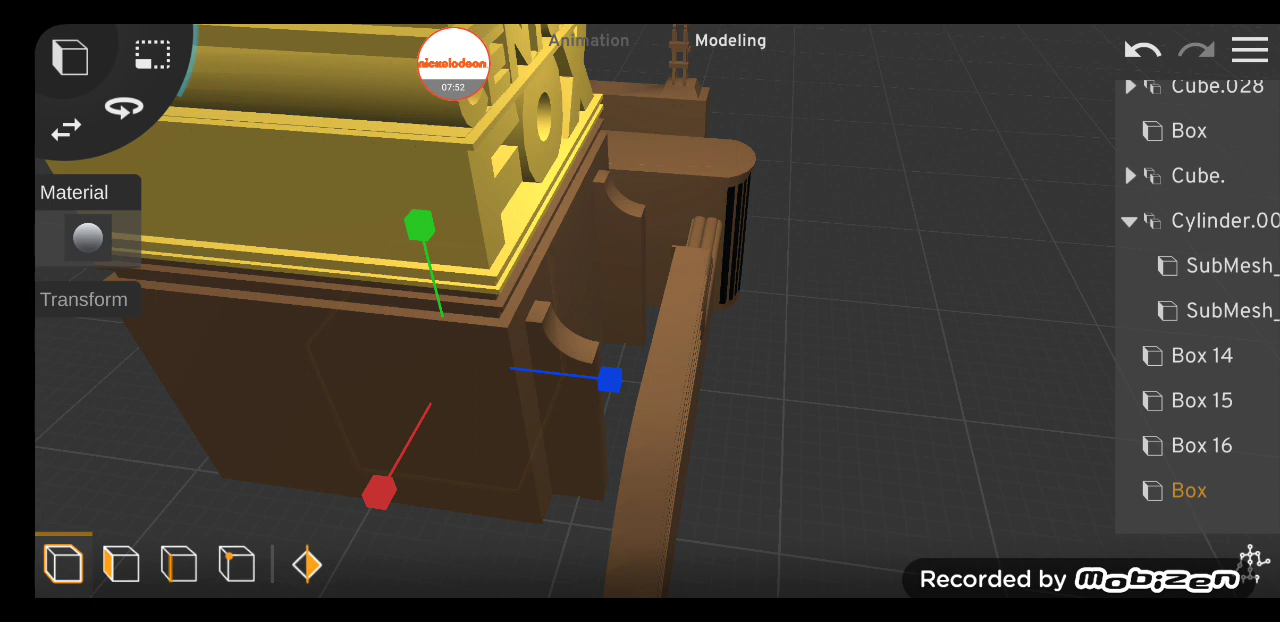 Animation
Modeling
nickelodeon
07:52
Cube.028
Box
Cube.
Cylinder.00
SubMesh_
SubMesh_
Box 14
Box 15
Box 16
Box
Material
Transform
Recorded by Mobizen